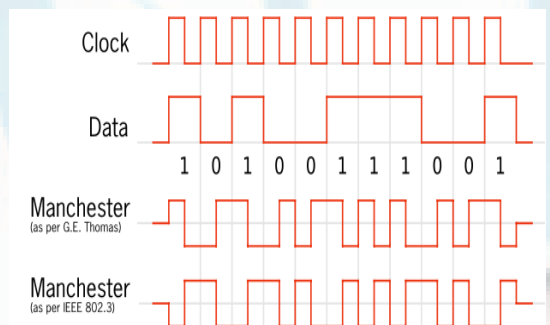 Clock
Data
1 0 1 0 0 1 1 1 0 0 1
Manchester
(as per G.E. Thomas)
Manchester
(as per IEEE 802.3)